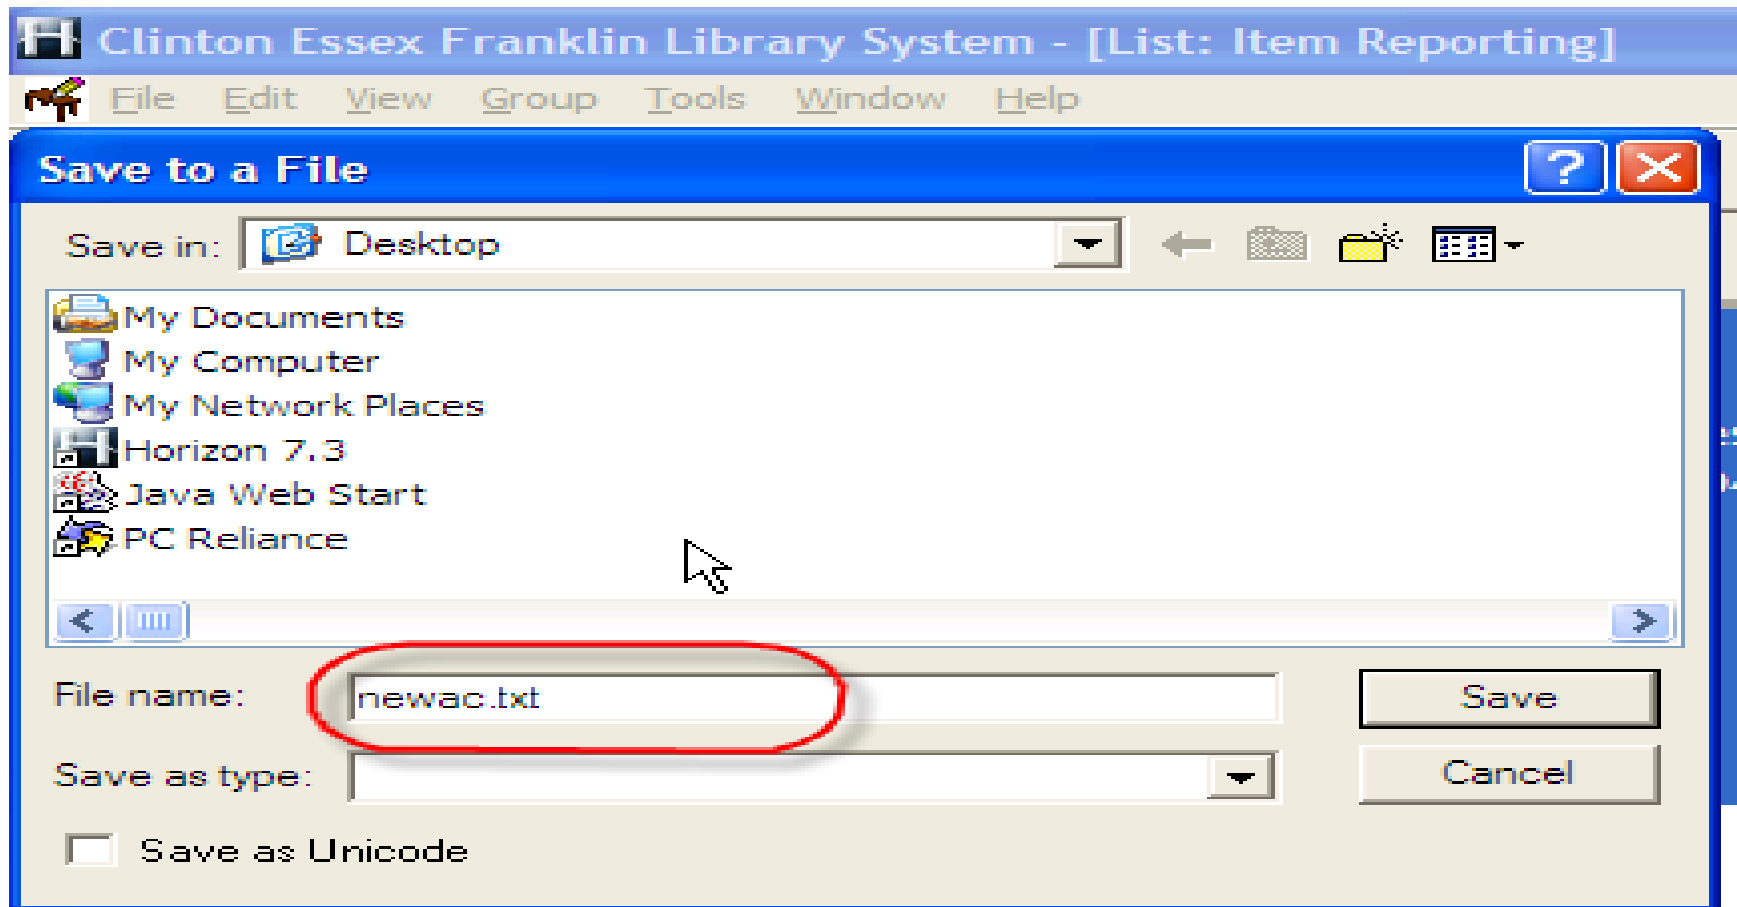 Clinton Essex Franklin Library System - [List: Item Reporting]
File Edit View Group Tools Window Help
Save to a File
Save in: Desktop
My Documents
My Computer
My Network Places
Horizon 7.3
Java Web Start
PC Reliance
File name: newac.txt Save
Save as type: Cancel
Save as Unicode